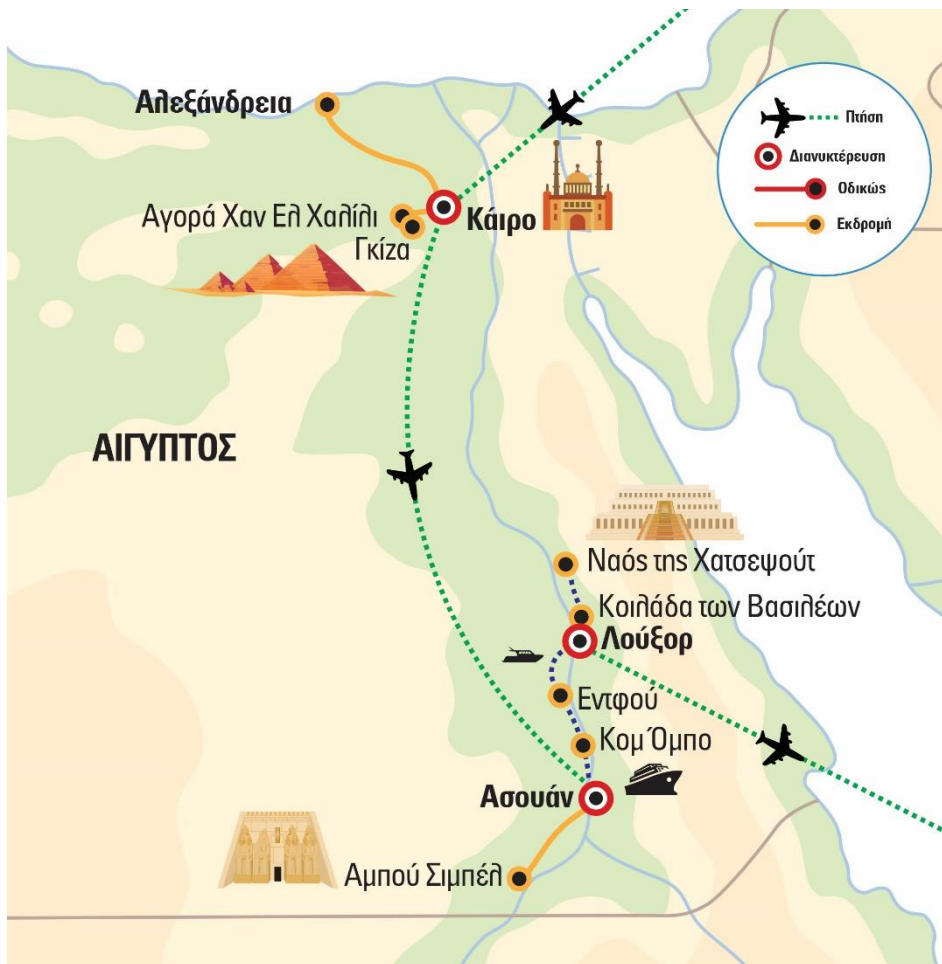 Αλεξάνδρεια
Πτήση
Διανυκτέρευση
Οδικώς
Εκδρομή
Αγορά Χαν Ελ Χαλίλι
Κάιρο
Γκίζα
ΑΙΓΥΠΤΟΣ
Ναός της Χατσεψούτ
Κοιλάδα των Βασιλέων
Λούξορ
Εντφού
Κομ Όμπο
Ασουάν
Αμπού Σιμπέλ